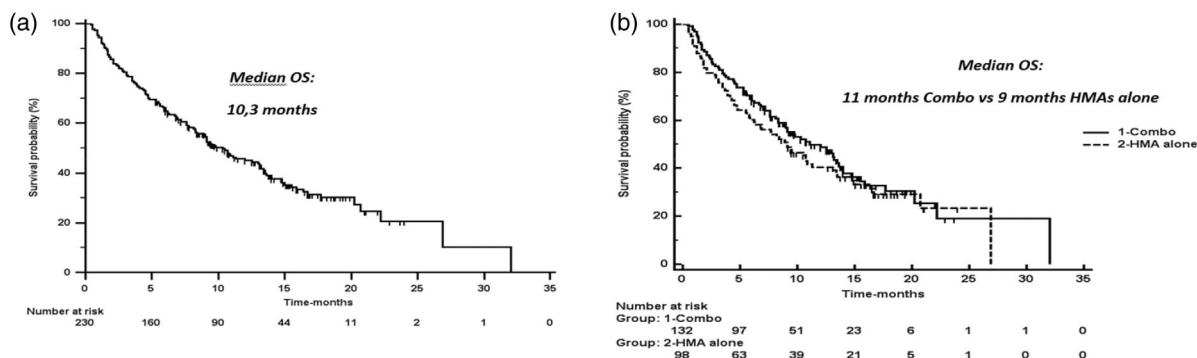 (a)
Median OS:
10,3 months
Survival probability (%)
100
80
60
40
20
0
0 5 10 15 20 25 30 35
Time-months
Number at risk
230 160 90 44 11 2 1 0
(b)
Median OS:
11 months Combo vs 9 months HMAs alone
1-Combo
2-HMA alone
Survival probability (%)
100
80
60
40
20
0
0 5 10 15 20 25 30 35
Time-months
Number at risk
Group: 1-Combo
132 97 51 23 6 1 1 0
Group: 2-HMA alone
98 63 39 21 5 1 0 0